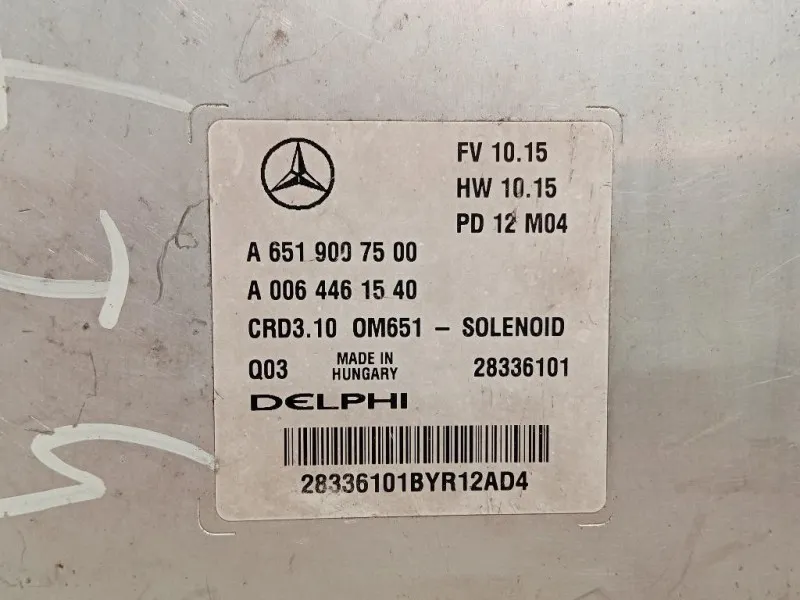 FV 10.15
HW 10.15
PD 12 M04
A 651 900 75 00
A 006 446 15 40
CRD3.10 OM651 – SOLENOID
Q03 MADE IN HUNGARY 28336101
DELPHI
28336101BYR12AD4